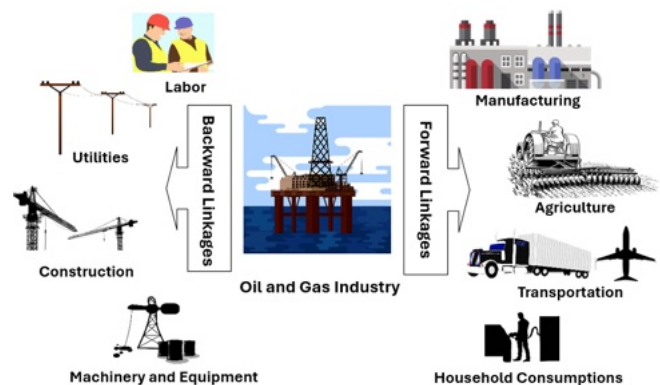 Labor
Utilities
Construction
Machinery and Equipment
Backward Linkages
Oil and Gas Industry
Forward Linkages
Manufacturing
Agriculture
Transportation
Household Consumptions